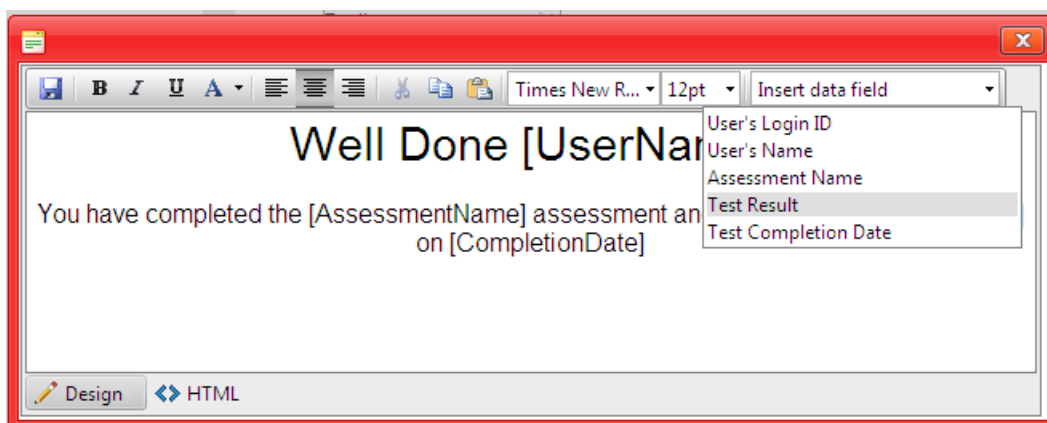 B I U A Times New R... 12pt Insert data field
Well Done [UserNa
User's Login ID
User's Name
Assessment Name
Test Result
Test Completion Date
You have completed the [AssessmentName] assessment an
on [CompletionDate]
Design HTML